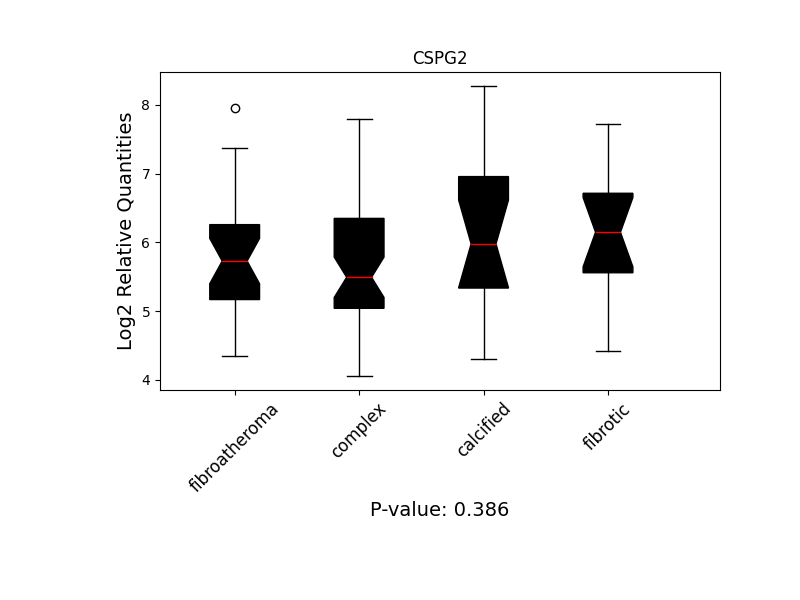 CSPG2
Log2 Relative Quantities
8
7
6
5
4
fibroatheroma
complex
calcified
fibrotic
P-value: 0.386